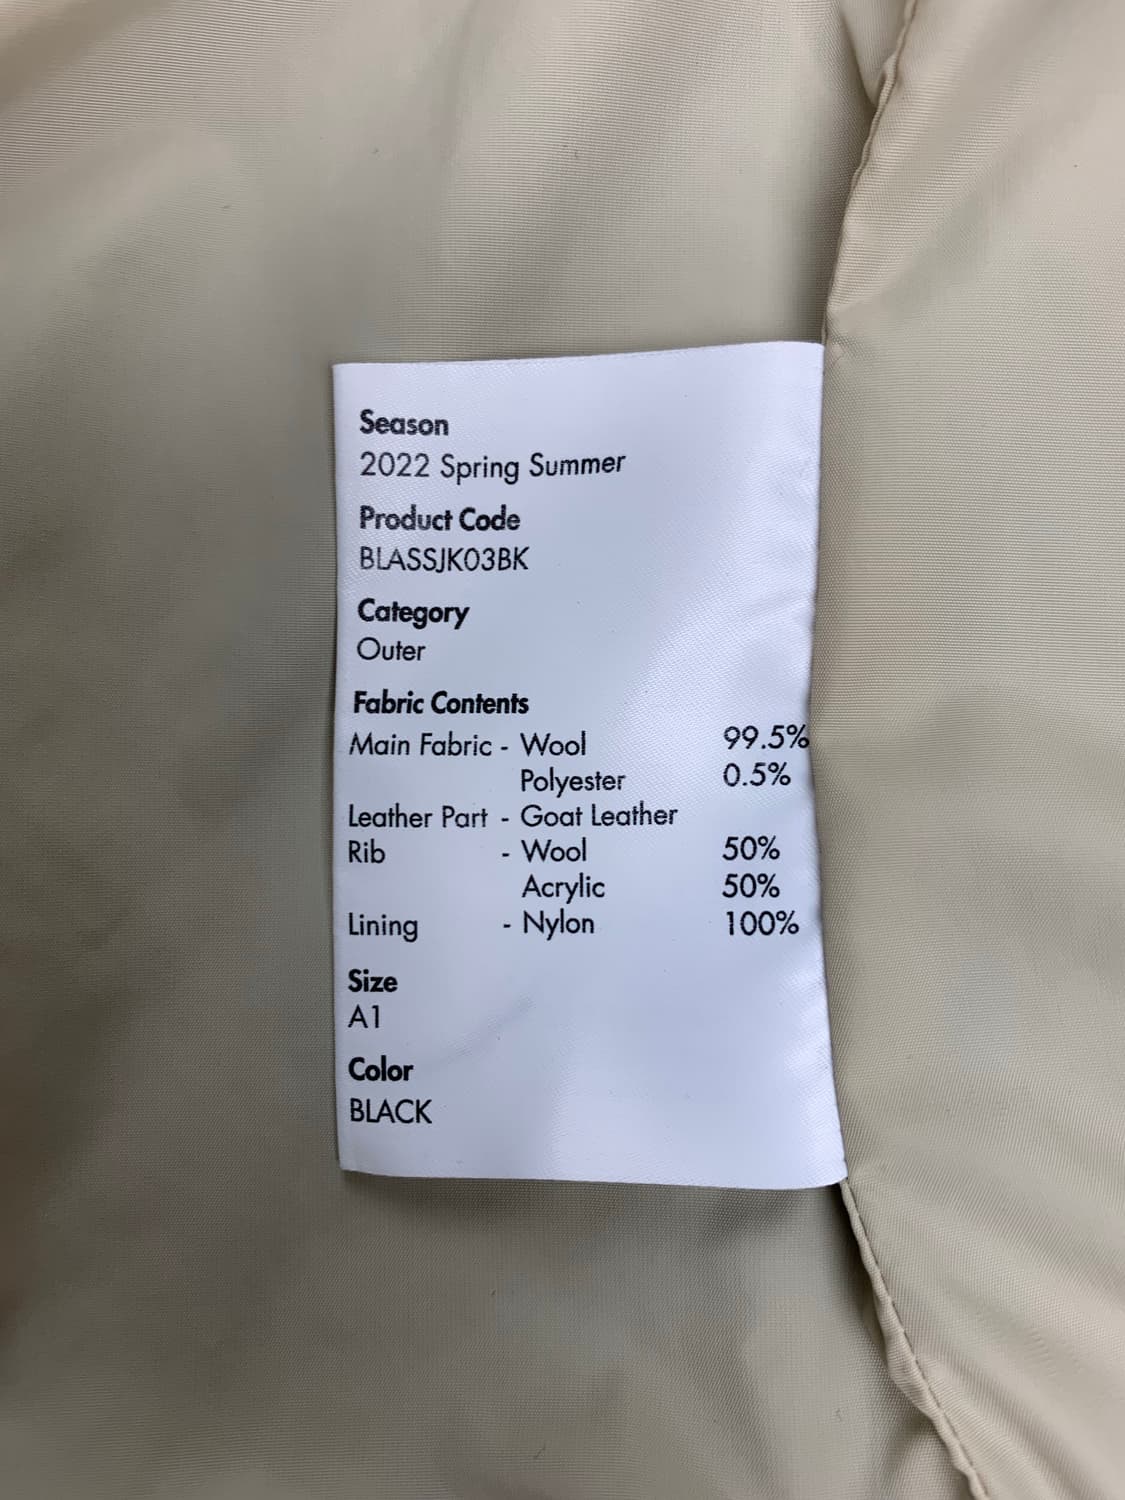 Season
2022 Spring Summer
Product Code
BLASSJK03BK
Category
Outer
Fabric Contents
Main Fabric - Wool 99.5%
Polyester 0.5%
Leather Part - Goat Leather
Rib - Wool 50%
Acrylic 50%
Lining - Nylon 100%
Size
A1
Color
BLACK